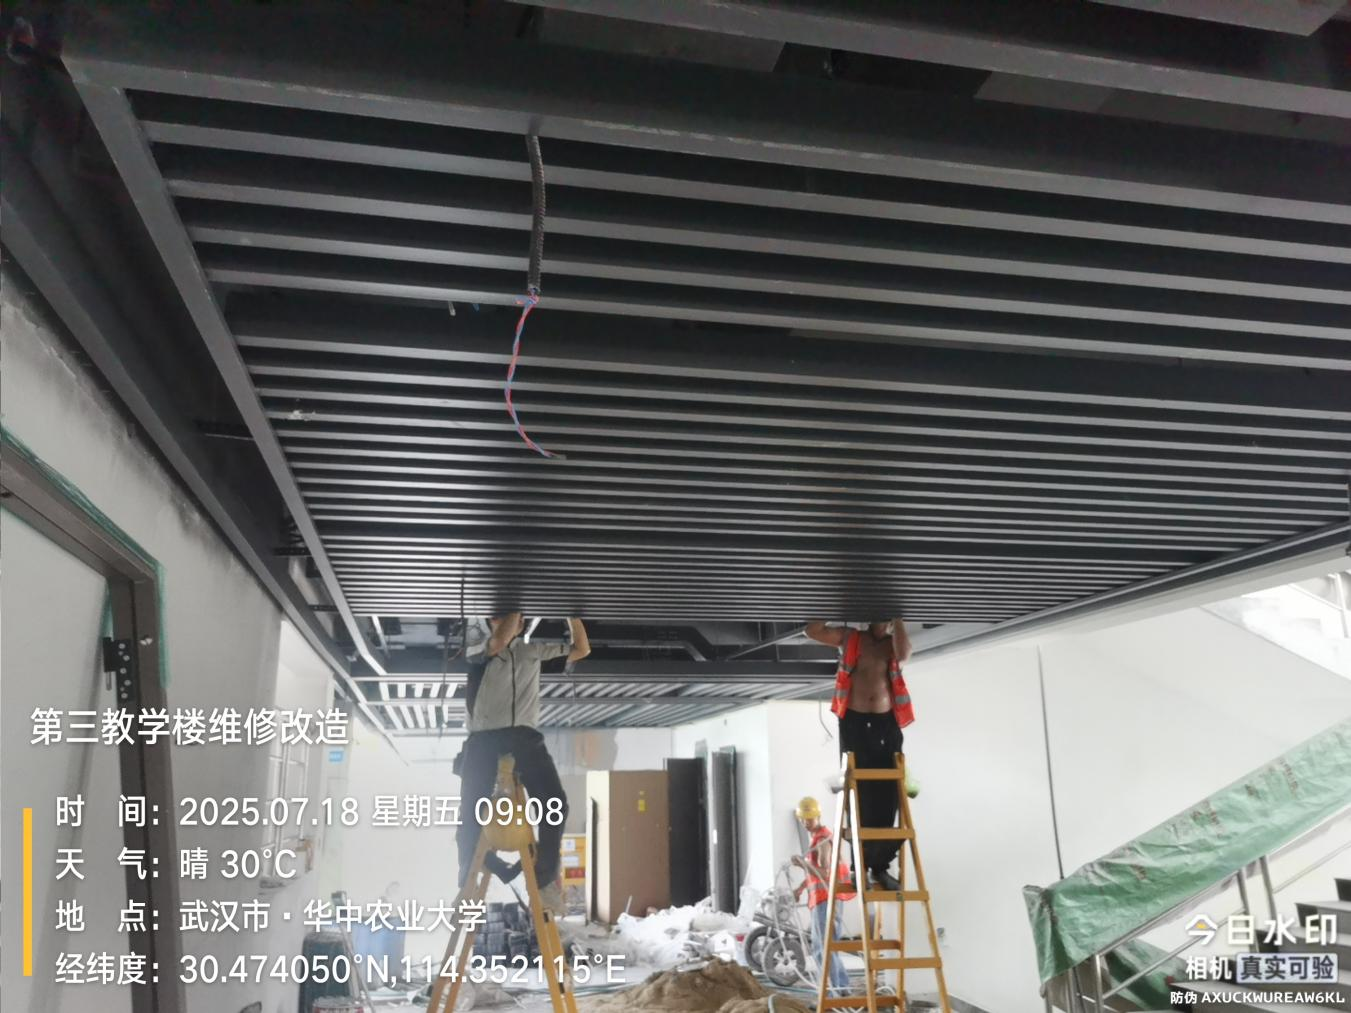 第三教学楼维修改造
时 间：2025.07.18 星期五 09:08
天 气：晴 30℃
地 点：武汉市·华中农业大学
经纬度：30.474050°N,114.352115°E
今日水印
相机 真实可验
防伪 AXUCKWUREAW6KL